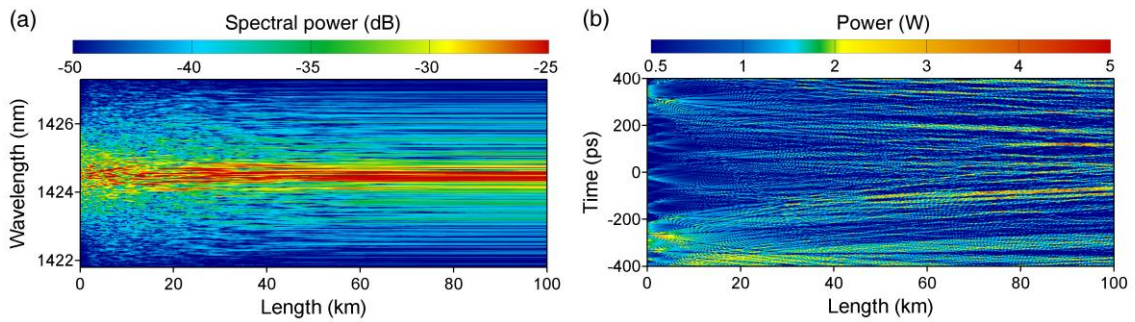 (a)
Spectral power (dB)
-50 -40 -35 -30 -25
Wavelength (nm)
1426
1424
1422
0 20 40 60 80 100
Length (km)
(b)
Power (W)
0.5 1 2 3 4 5
Time (ps)
400
200
0
-200
-400
0 20 40 60 80 100
Length (km)